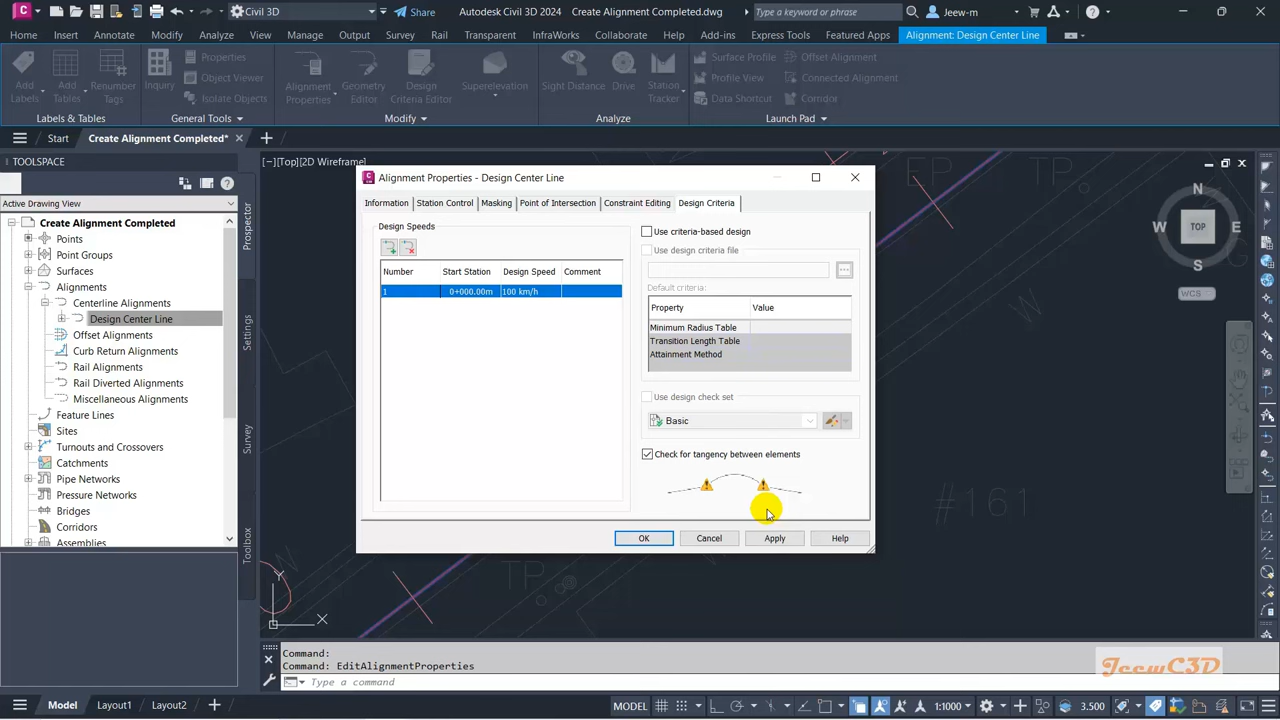 Civil 3D
Share
Autodesk Civil 3D 2024
Create Alignment Completed.dwg
Type a keyword or phrase
Jeew-m
Home
Insert
Annotate
Modify
Analyze
View
Manage
Output
Survey
Rail
Transparent
InfraWorks
Collaborate
Help
Add-ins
Express Tools
Featured Apps
Alignment: Design Center Line
Add Labels
Add Tables
Renumber Tags
Inquiry
Properties
Object Viewer
Isolate Objects
Alignment Properties
Geometry Editor
Design Criteria Editor
Superelevation
Sight Distance
Drive
Station Tracker
Surface Profile
Profile View
Data Shortcut
Offset Alignment
Connected Alignment
Corridor
Labels & Tables
General Tools
Modify
Analyze
Launch Pad
Start
Create Alignment Completed*
TOOLSPACE
[−][Top][2D Wireframe]
Active Drawing View
Create Alignment Completed
Points
Point Groups
Surfaces
Alignments
Centerline Alignments
Design Center Line
Offset Alignments
Curb Return Alignments
Rail Alignments
Rail Diverted Alignments
Miscellaneous Alignments
Feature Lines
Sites
Turnouts and Connections
Catchments
Pipe Networks
Pressure Networks
Bridges
Corridors
Assemblies
Prospector
Settings
Survey
Toolbox
Alignment Properties - Design Center Line
Information
Station Control
Masking
Point of Intersection
Constraint Editing
Design Criteria
Design Speeds
Number
Start Station
Design Speed
Comment
1
0+000.00m
100 km/h
Use criteria-based design
Use design criteria file
Default criteria:
Property
Value
Minimum Radius Table
Transition Length Table
Attainment Method
Use design check set
Basic
Check for tangency between elements
OK
Cancel
Apply
Help
EP
TP
W
W
#161
TP
W
N
W
TOP
E
S
WCS
Y
X
Command:
Command: EditAlignmentProperties
Type a command
JeewC3D
Model
Layout1
Layout2
MODEL
1:1000
3.500